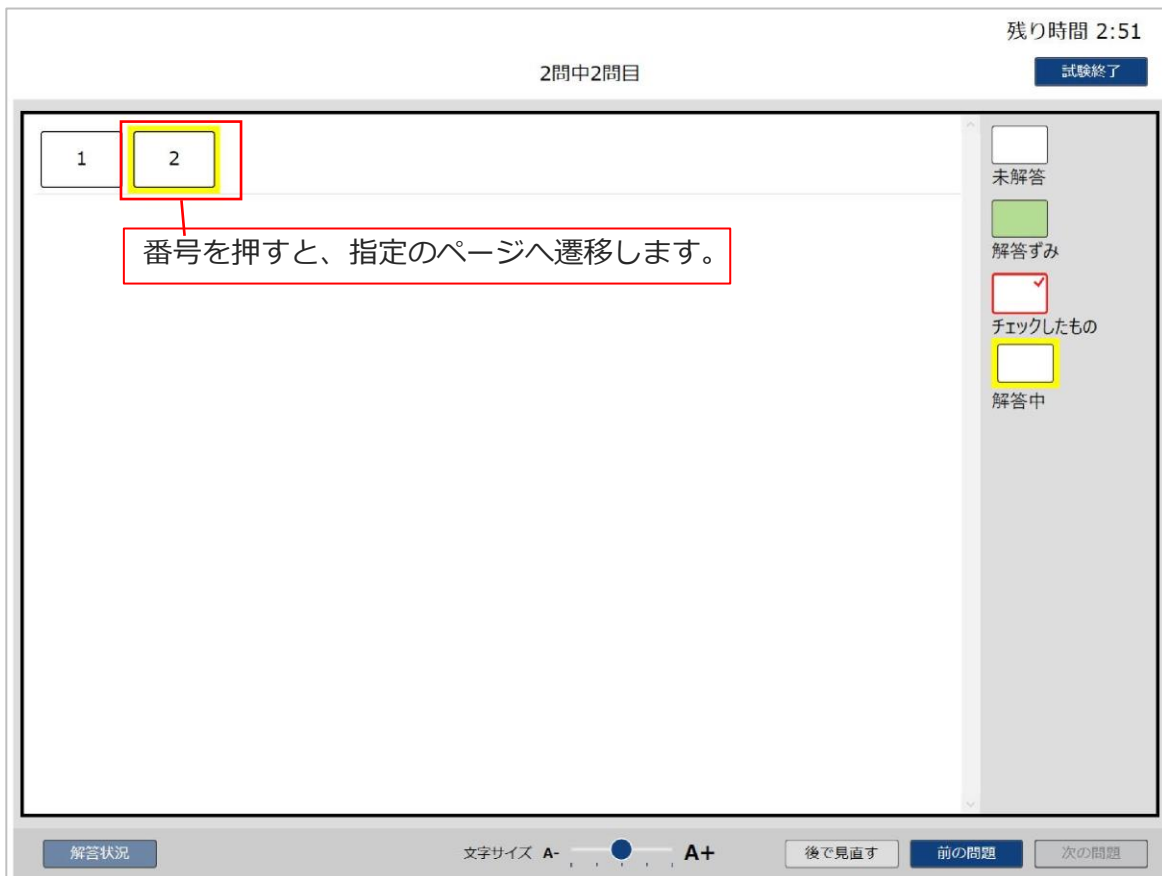 残り時間 2:51
2問中2問目
試験終了
1
2
番号を押すと、指定のページへ遷移します。
未解答
解答ずみ
チェックしたもの
解答中
解答状況
文字サイズ A- A+
後で見直す
前の問題
次の問題